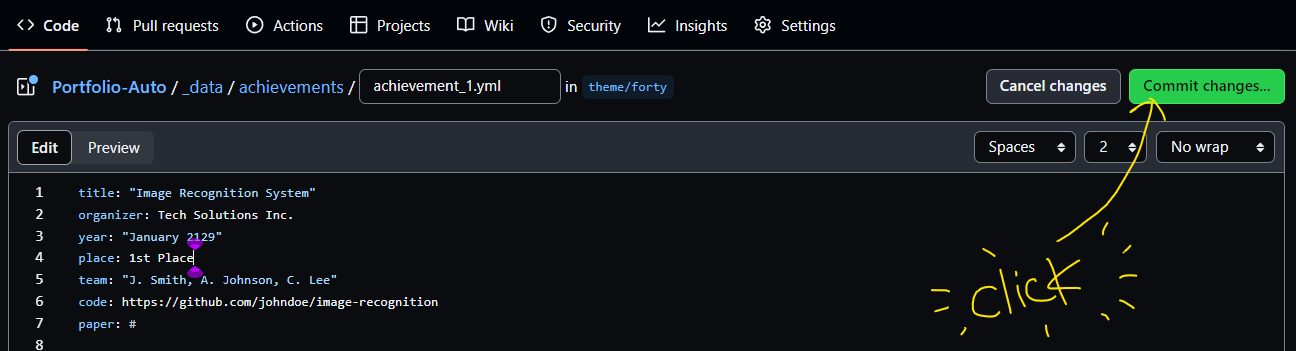 Code Pull requests Actions Projects Wiki Security Insights Settings
Portfolio-Auto / _data / achievements / achievement_1.yml in theme/forty Cancel changes Commit changes...
Edit Preview Spaces 2 No wrap
1 title: "Image Recognition System"
2 organizer: Tech Solutions Inc.
3 year: "January 2129"
4 place: 1st Place
5 team: "J. Smith, A. Johnson, C. Lee"
6 code: https://github.com/johndoe/image-recognition
7 paper: #
8
click